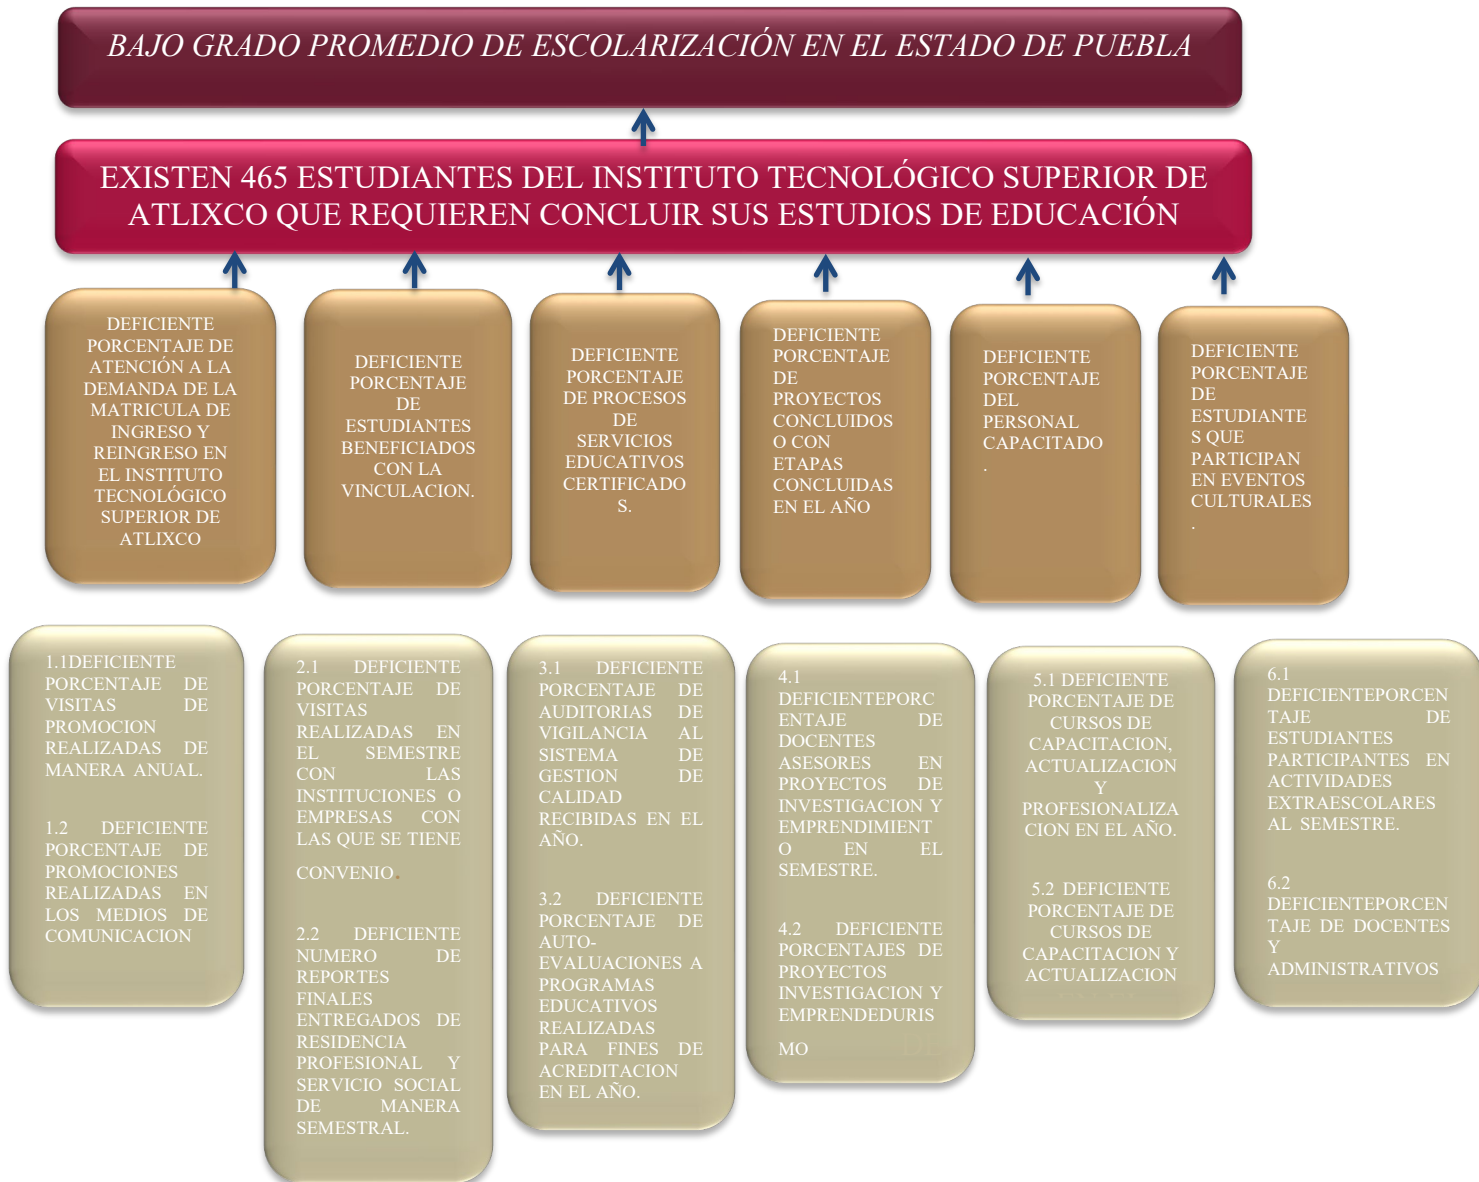 BAJO GRADO PROMEDIO DE ESCOLARIZACIÓN EN EL ESTADO DE PUEBLA
EXISTEN 465 ESTUDIANTES DEL INSTITUTO TECNOLÓGICO SUPERIOR DE
ATLIXCO QUE REQUIEREN CONCLUIR SUS ESTUDIOS DE EDUCACIÓN
DEFICIENTE
PORCENTAJE DE
ATENCIÓN A LA
DEMANDA DE LA
MATRICULA DE
INGRESO Y
REINGRESO EN
EL INSTITUTO
TECNOLÓGICO
SUPERIOR DE
ATLIXCO
DEFICIENTE
PORCENTAJE
DE
ESTUDIANTES
BENEFICIADOS
CON LA
VINCULACION.
DEFICIENTE
PORCENTAJE
DE PROCESOS
DE
SERVICIOS
EDUCATIVOS
CERTIFICADO
S.
DEFICIENTE
PORCENTAJE
DE
PROYECTOS
CONCLUIDOS
O CON
ETAPAS
CONCLUIDAS
EN EL AÑO
DEFICIENTE
PORCENTAJE
DEL
PERSONAL
CAPACITADO
.
DEFICIENTE
PORCENTAJE
DE
ESTUDIANTE
S QUE
PARTICIPAN
EN EVENTOS
CULTURALES
.
1.1DEFICIENTE
PORCENTAJE DE
VISITAS DE
PROMOCION
REALIZADAS DE
MANERA ANUAL.
1.2 DEFICIENTE
PORCENTAJE DE
PROMOCIONES
REALIZADAS EN
LOS MEDIOS DE
COMUNICACION
2.1 DEFICIENTE
PORCENTAJE DE
VISITAS
REALIZADAS EN
EL SEMESTRE
CON LAS
INSTITUCIONES O
EMPRESAS CON
LAS QUE SE TIENE
CONVENIO.
2.2 DEFICIENTE
NUMERO DE
REPORTES
FINALES
ENTREGADOS DE
RESIDENCIA
PROFESIONAL Y
SERVICIO SOCIAL
DE MANERA
SEMESTRAL.
3.1 DEFICIENTE
PORCENTAJE DE
AUDITORIAS DE
VIGILANCIA AL
SISTEMA DE
GESTION DE
CALIDAD
RECIBIDAS EN EL
AÑO.
3.2 DEFICIENTE
PORCENTAJE DE
AUTO-
EVALUACIONES A
PROGRAMAS
EDUCATIVOS
REALIZADAS
PARA FINES DE
ACREDITACION
EN EL AÑO.
4.1
DEFICIENTEPORC
ENTAJE DE
DOCENTES
ASESORES EN
PROYECTOS DE
INVESTIGACION Y
EMPRENDIMIENT
O EN EL
SEMESTRE.
4.2 DEFICIENTE
PORCENTAJES DE
PROYECTOS
INVESTIGACION Y
EMPRENDEDURIS
MO
5.1 DEFICIENTE
PORCENTAJE DE
CURSOS DE
CAPACITACION,
ACTUALIZACION
Y
PROFESIONALIZA
CION EN EL AÑO.
5.2 DEFICIENTE
PORCENTAJE DE
CURSOS DE
CAPACITACION Y
ACTUALIZACION
6.1
DEFICIENTEPORCEN
TAJE DE
ESTUDIANTES
PARTICIPANTES EN
ACTIVIDADES
EXTRAESCOLARES
AL SEMESTRE.
6.2
DEFICIENTEPORCEN
TAJE DE DOCENTES
Y
ADMINISTRATIVOS